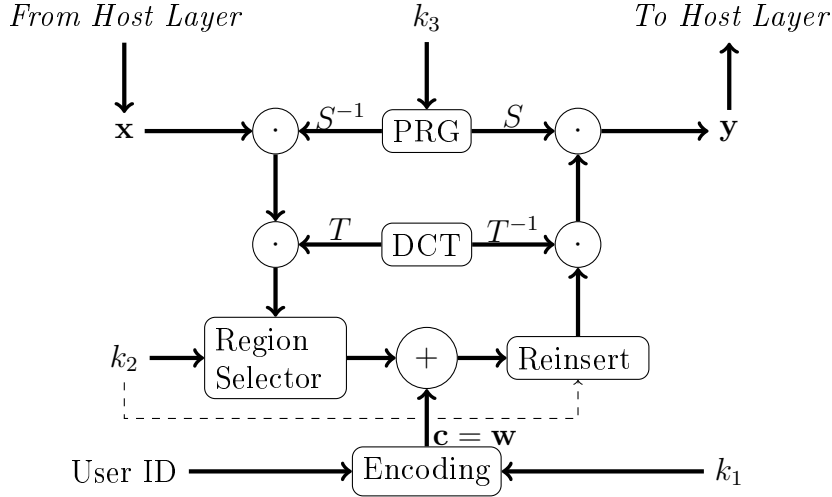 From Host Layer
k₃
To Host Layer
x
·
S⁻¹
PRG
S
·
y
·
T
DCT
T⁻¹
·
k₂
Region
Selector
+
Reinsert
c = w
User ID
Encoding
k₁